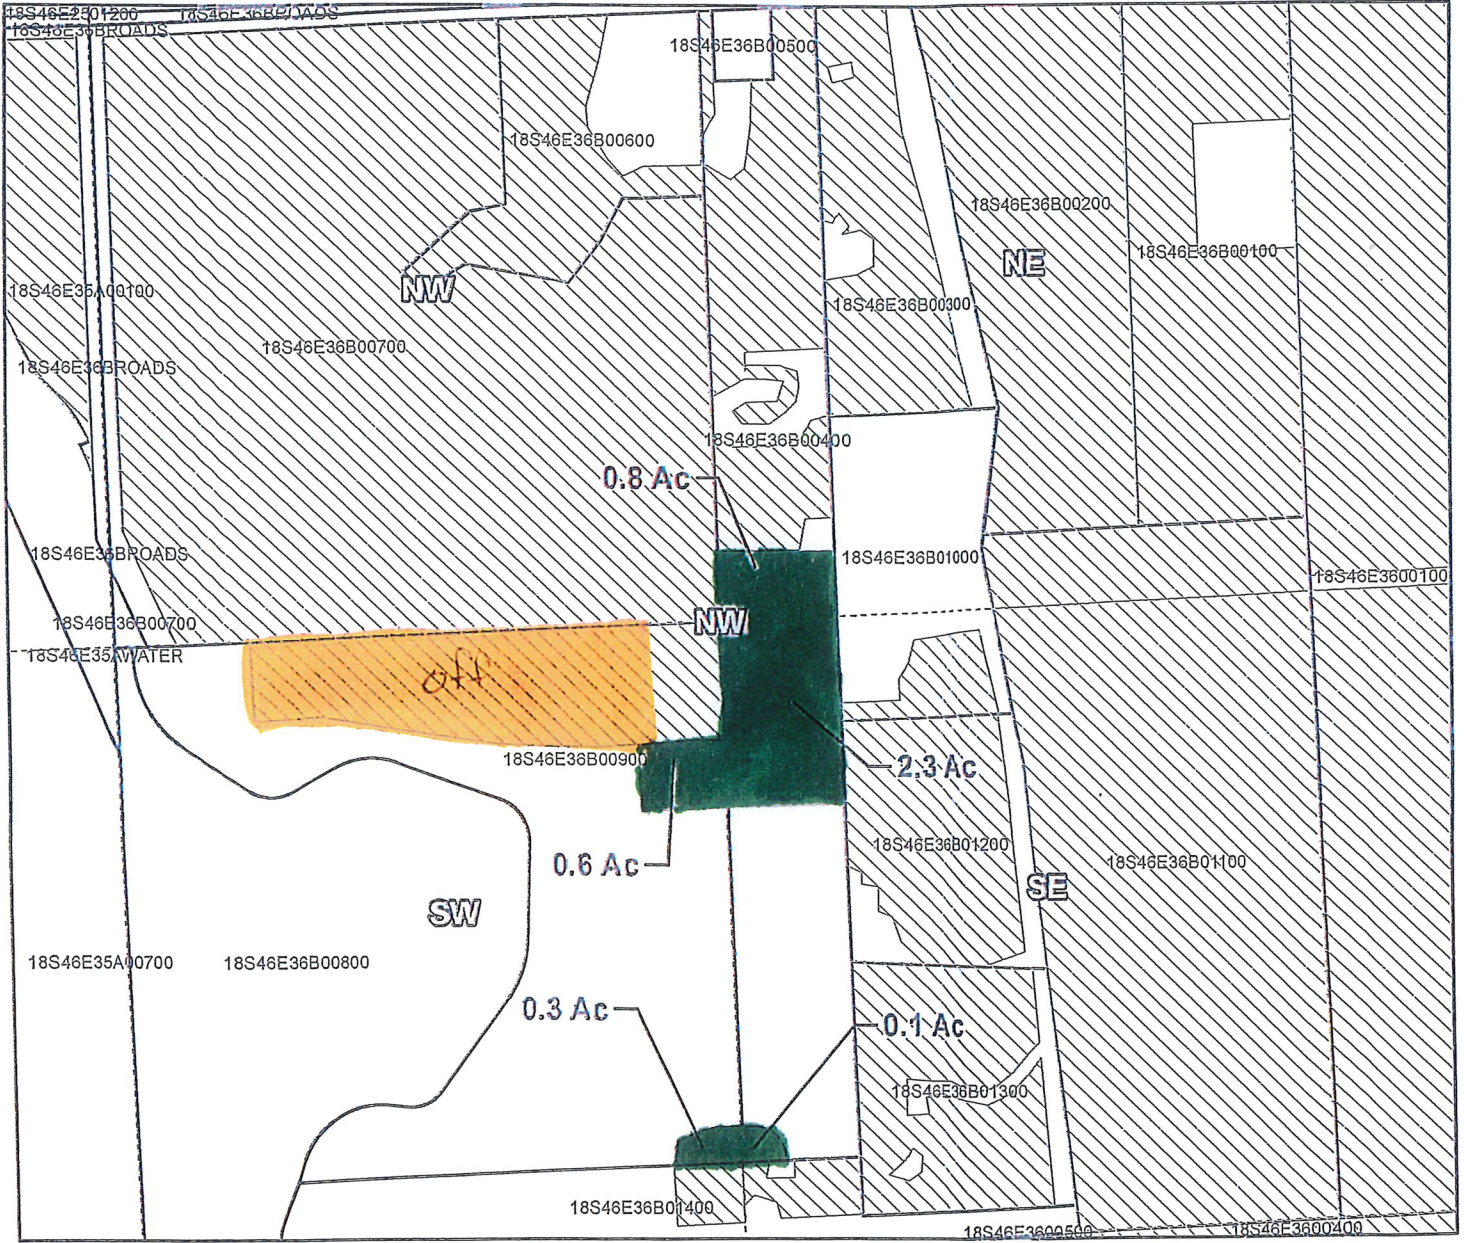 18S46E2501200
18S46E36BROADS
18S46E36BROADS
18S46E36B00500
18S46E36B00600
18S46E36B00200
18S46E36B00100
NE
NW
18S46E35A00100
18S46E36B00300
18S46E36B00700
18S46E36BROADS
18S46E36B00400
0.8 Ac
18S46E36BROADS
18S46E36B01000
18S46E3600100
18S46E36B00700
NW
18S46E35AWATER
off
18S46E36B00900
2.3 Ac
18S46E36B01200
18S46E36B01100
0.6 Ac
SE
SW
18S46E35A00700
18S46E36B00800
0.3 Ac
0.1 Ac
18S46E36B01300
18S46E36B01400
18S46E3600500
18S46E3600400